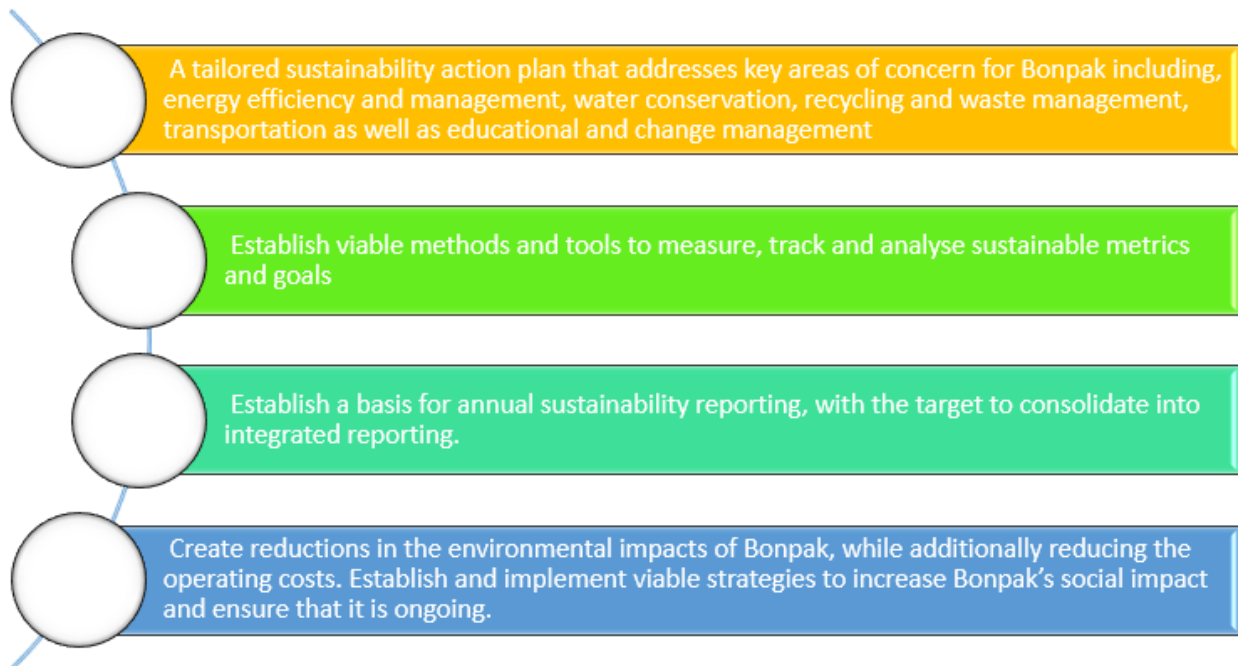 A tailored sustainability action plan that addresses key areas of concern for Bonpak including,
energy efficiency and management, water conservation, recycling and waste management,
transportation as well as educational and change management
Establish viable methods and tools to measure, track and analyse sustainable metrics
and goals
Establish a basis for annual sustainability reporting, with the target to consolidate into
integrated reporting.
Create reductions in the environmental impacts of Bonpak, while additionally reducing the
operating costs. Establish and implement viable strategies to increase Bonpak's social impact
and ensure that it is ongoing.